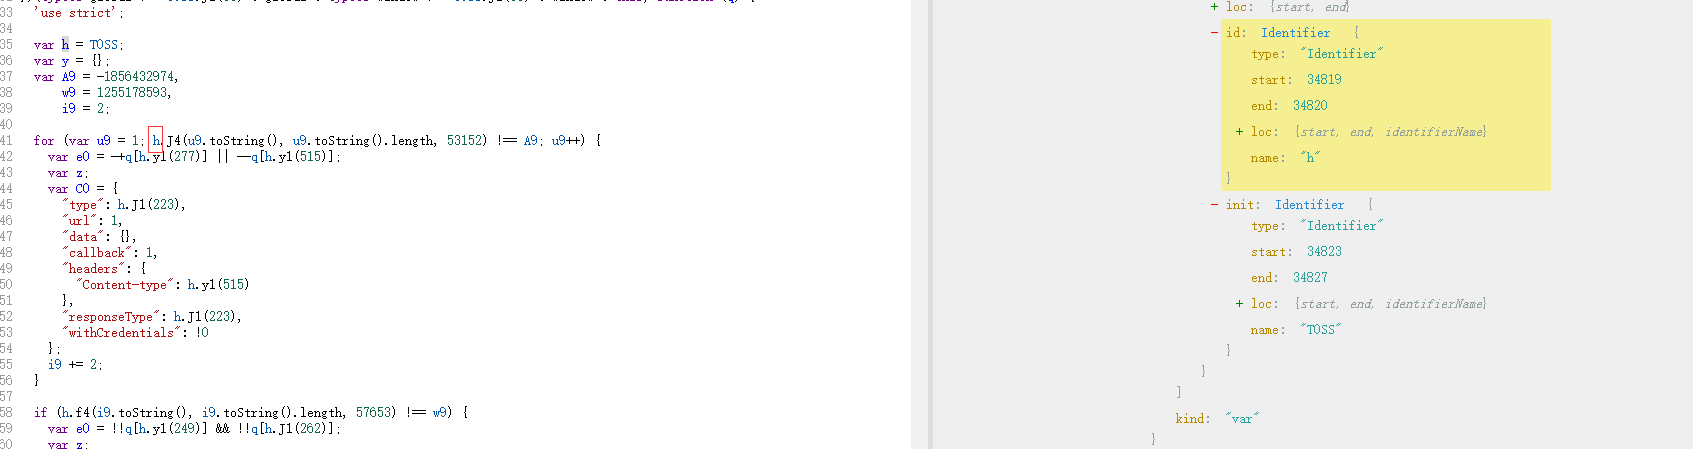 33 'use strict';
34
35 var h = TOSS;
36 var y = {};
37 var A9 = -1856432974,
38 w9 = 1255178593,
39 i9 = 2;
40
41 for (var u9 = 1; h.J4(u9.toString(), u9.toString().length, 53152) !== A9; u9++) {
42 var e0 = -+q[h.y1(277)] || --q[h.y1(515)];
43 var z;
44 var C0 = {
45 "type": h.J1(223),
46 "url": 1,
47 "data": {},
48 "callback": 1,
49 "headers": {
50 "Content-type": h.y1(515)
51 },
52 "responseType": h.J1(223),
53 "withCredentials": !0
54 };
55 i9 += 2;
56 }
57
58 if (h.f4(i9.toString(), i9.toString().length, 57653) !== w9) {
59 var e0 = !!q[h.y1(249)] && !!q[h.J1(262)];
60 var z;
+ loc: {start, end}
- id: Identifier {
type: "Identifier"
start: 34819
end: 34820
+ loc: {start, end, identifierName}
name: "h"
}
- init: Identifier {
type: "Identifier"
start: 34823
end: 34827
+ loc: {start, end, identifierName}
name: "TOSS"
}
}
]
kind: "var"
}